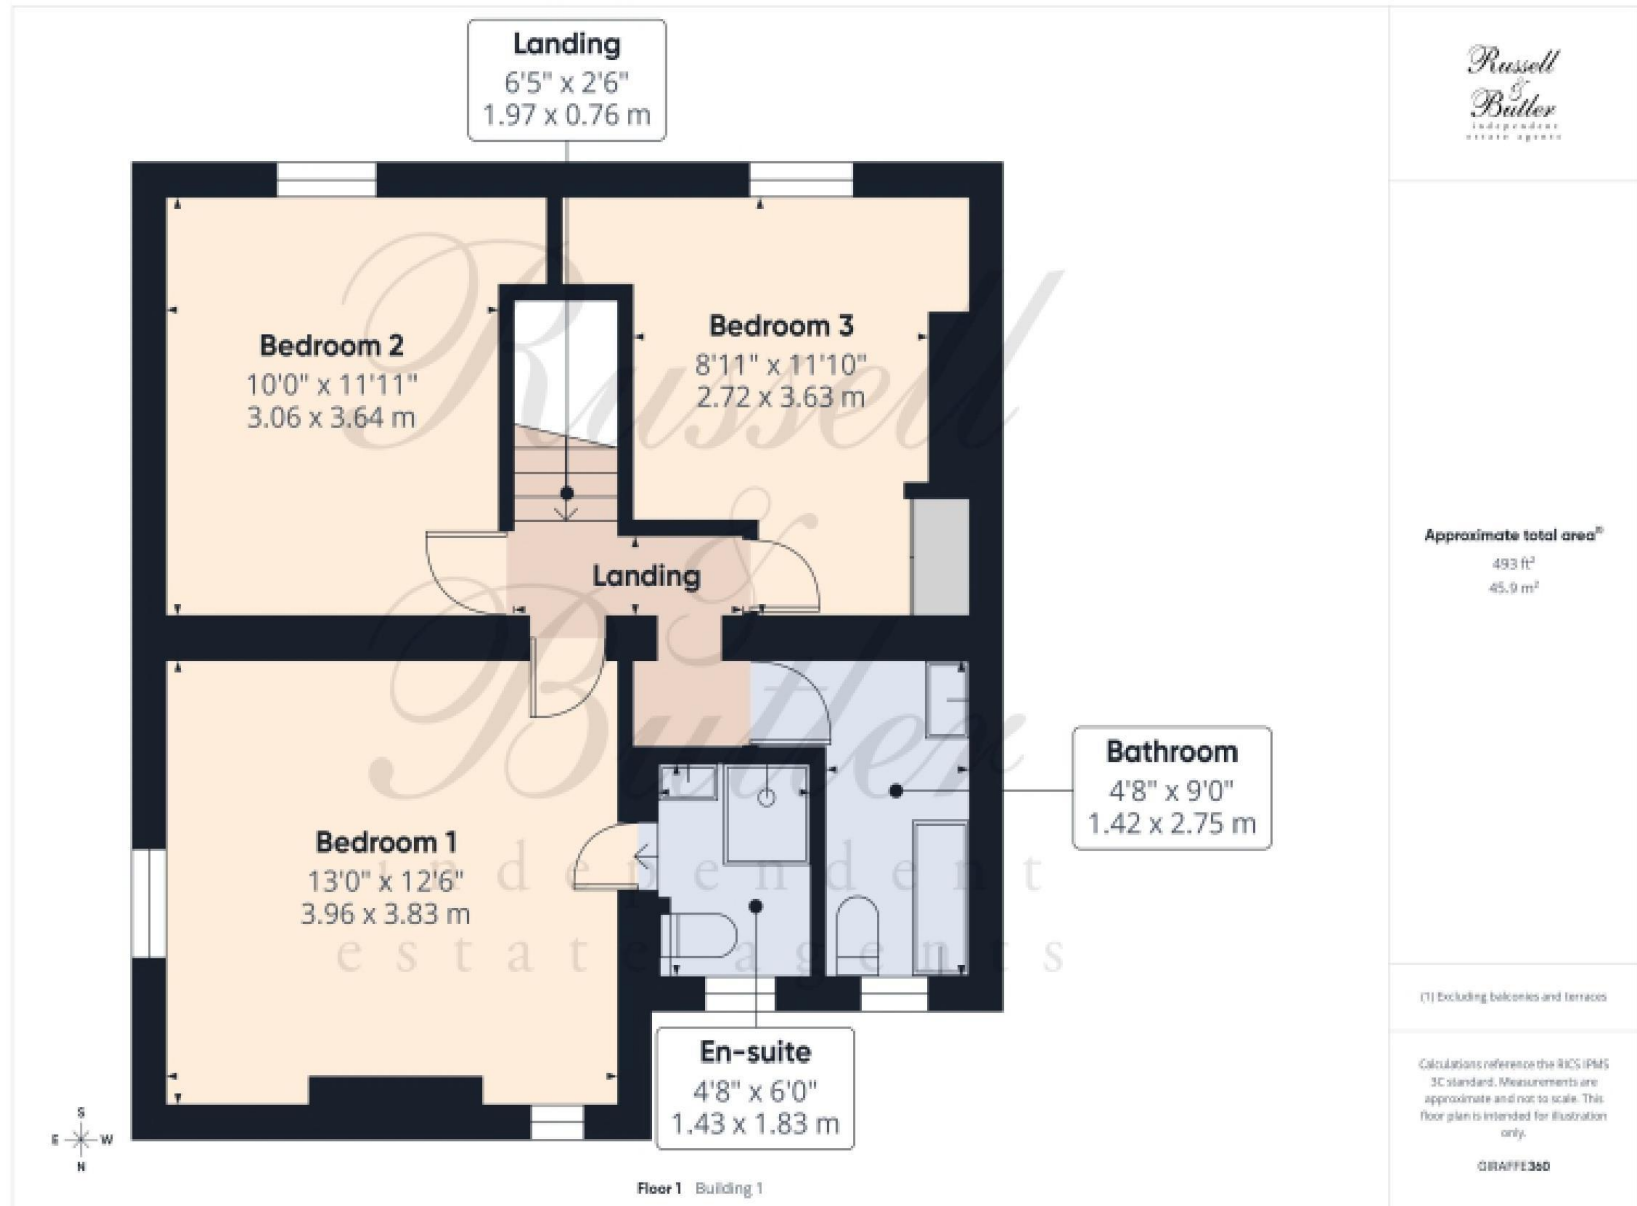 Landing
6'5" x 2'6"
1.97 x 0.76 m
Russell
&
Butler
independent
estate agents
Bedroom 2
10'0" x 11'11"
3.06 x 3.64 m
Bedroom 3
8'11" x 11'10"
2.72 x 3.63 m
Landing
Bedroom 1
13'0" x 12'6"
3.96 x 3.83 m
Bathroom
4'8" x 9'0"
1.42 x 2.75 m
En-suite
4'8" x 6'0"
1.43 x 1.83 m
Russell
&
Butler
independent
estate agents
S
E W
N
Floor 1 Building 1
Approximate total area(1)
493 ft²
45.9 m²
(1) Excluding balconies and terraces
Calculations reference the RICS IPMS
3C standard. Measurements are
approximate and not to scale. This
floor plan is intended for illustration
only.
GIRAFFE360